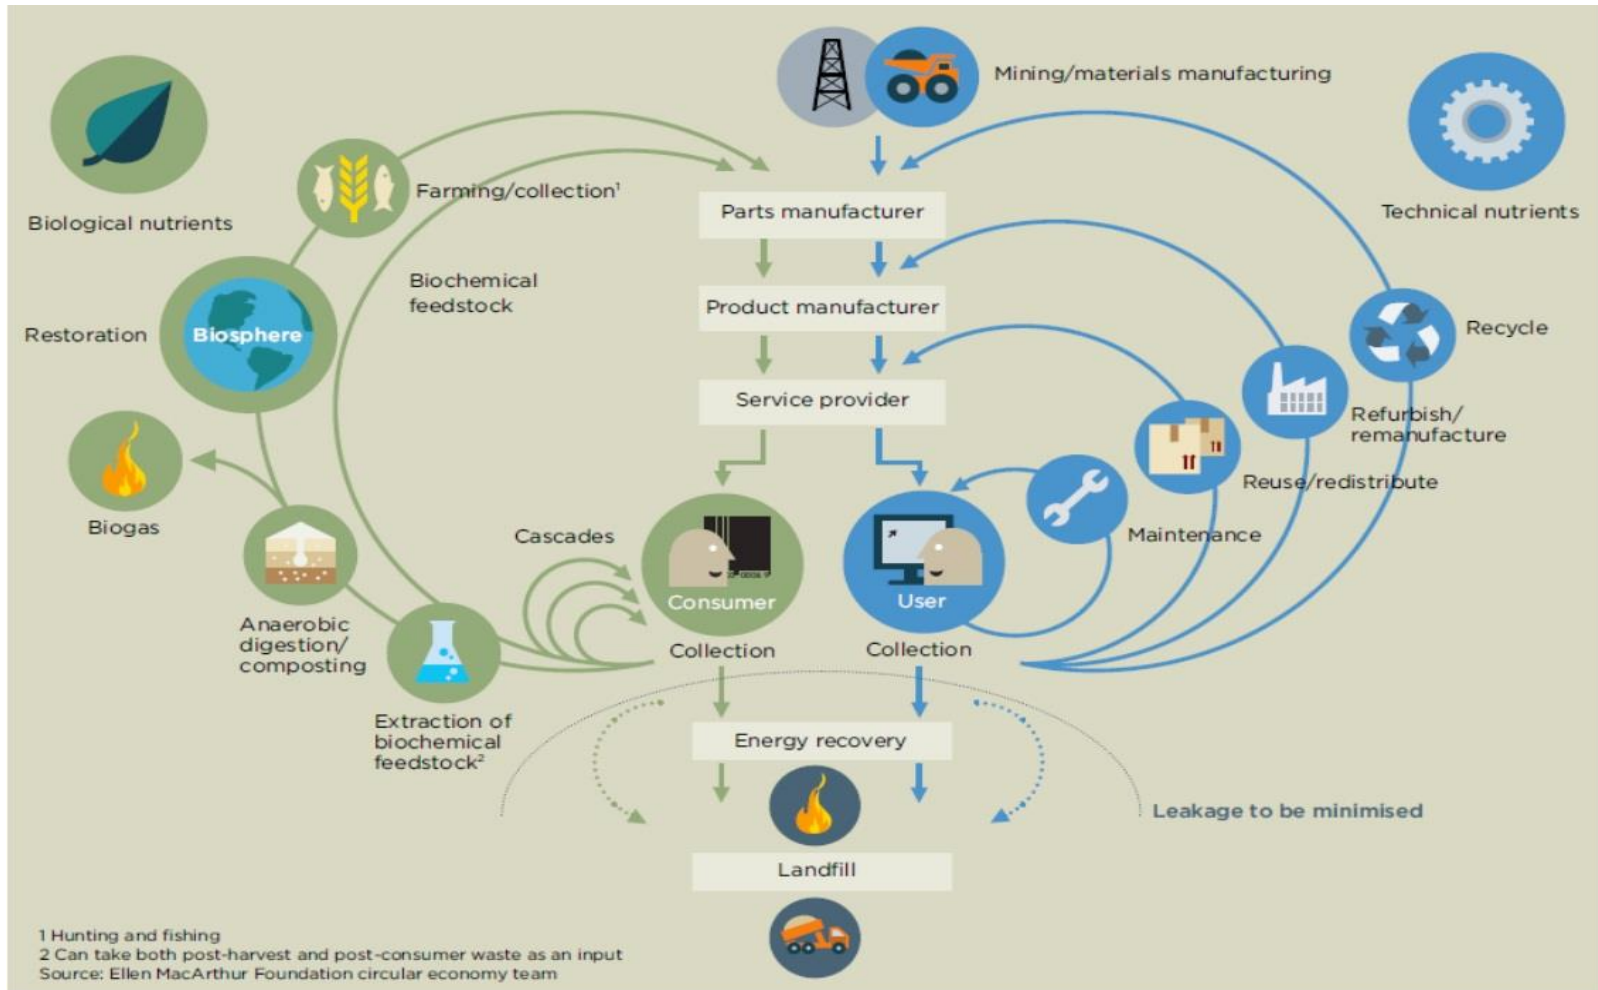 Mining/materials manufacturing
Biological nutrients
Technical nutrients
Farming/collection¹
Parts manufacturer
Biochemical
feedstock
Product manufacturer
Restoration
Biosphere
Recycle
Service provider
Refurbish/
remanufacture
Reuse/redistribute
Biogas
Cascades
Maintenance
Consumer
User
Anaerobic
digestion/
composting
Collection
Collection
Extraction of
biochemical
feedstock²
Energy recovery
Leakage to be minimised
Landfill
1 Hunting and fishing
2 Can take both post-harvest and post-consumer waste as an input
Source: Ellen MacArthur Foundation circular economy team